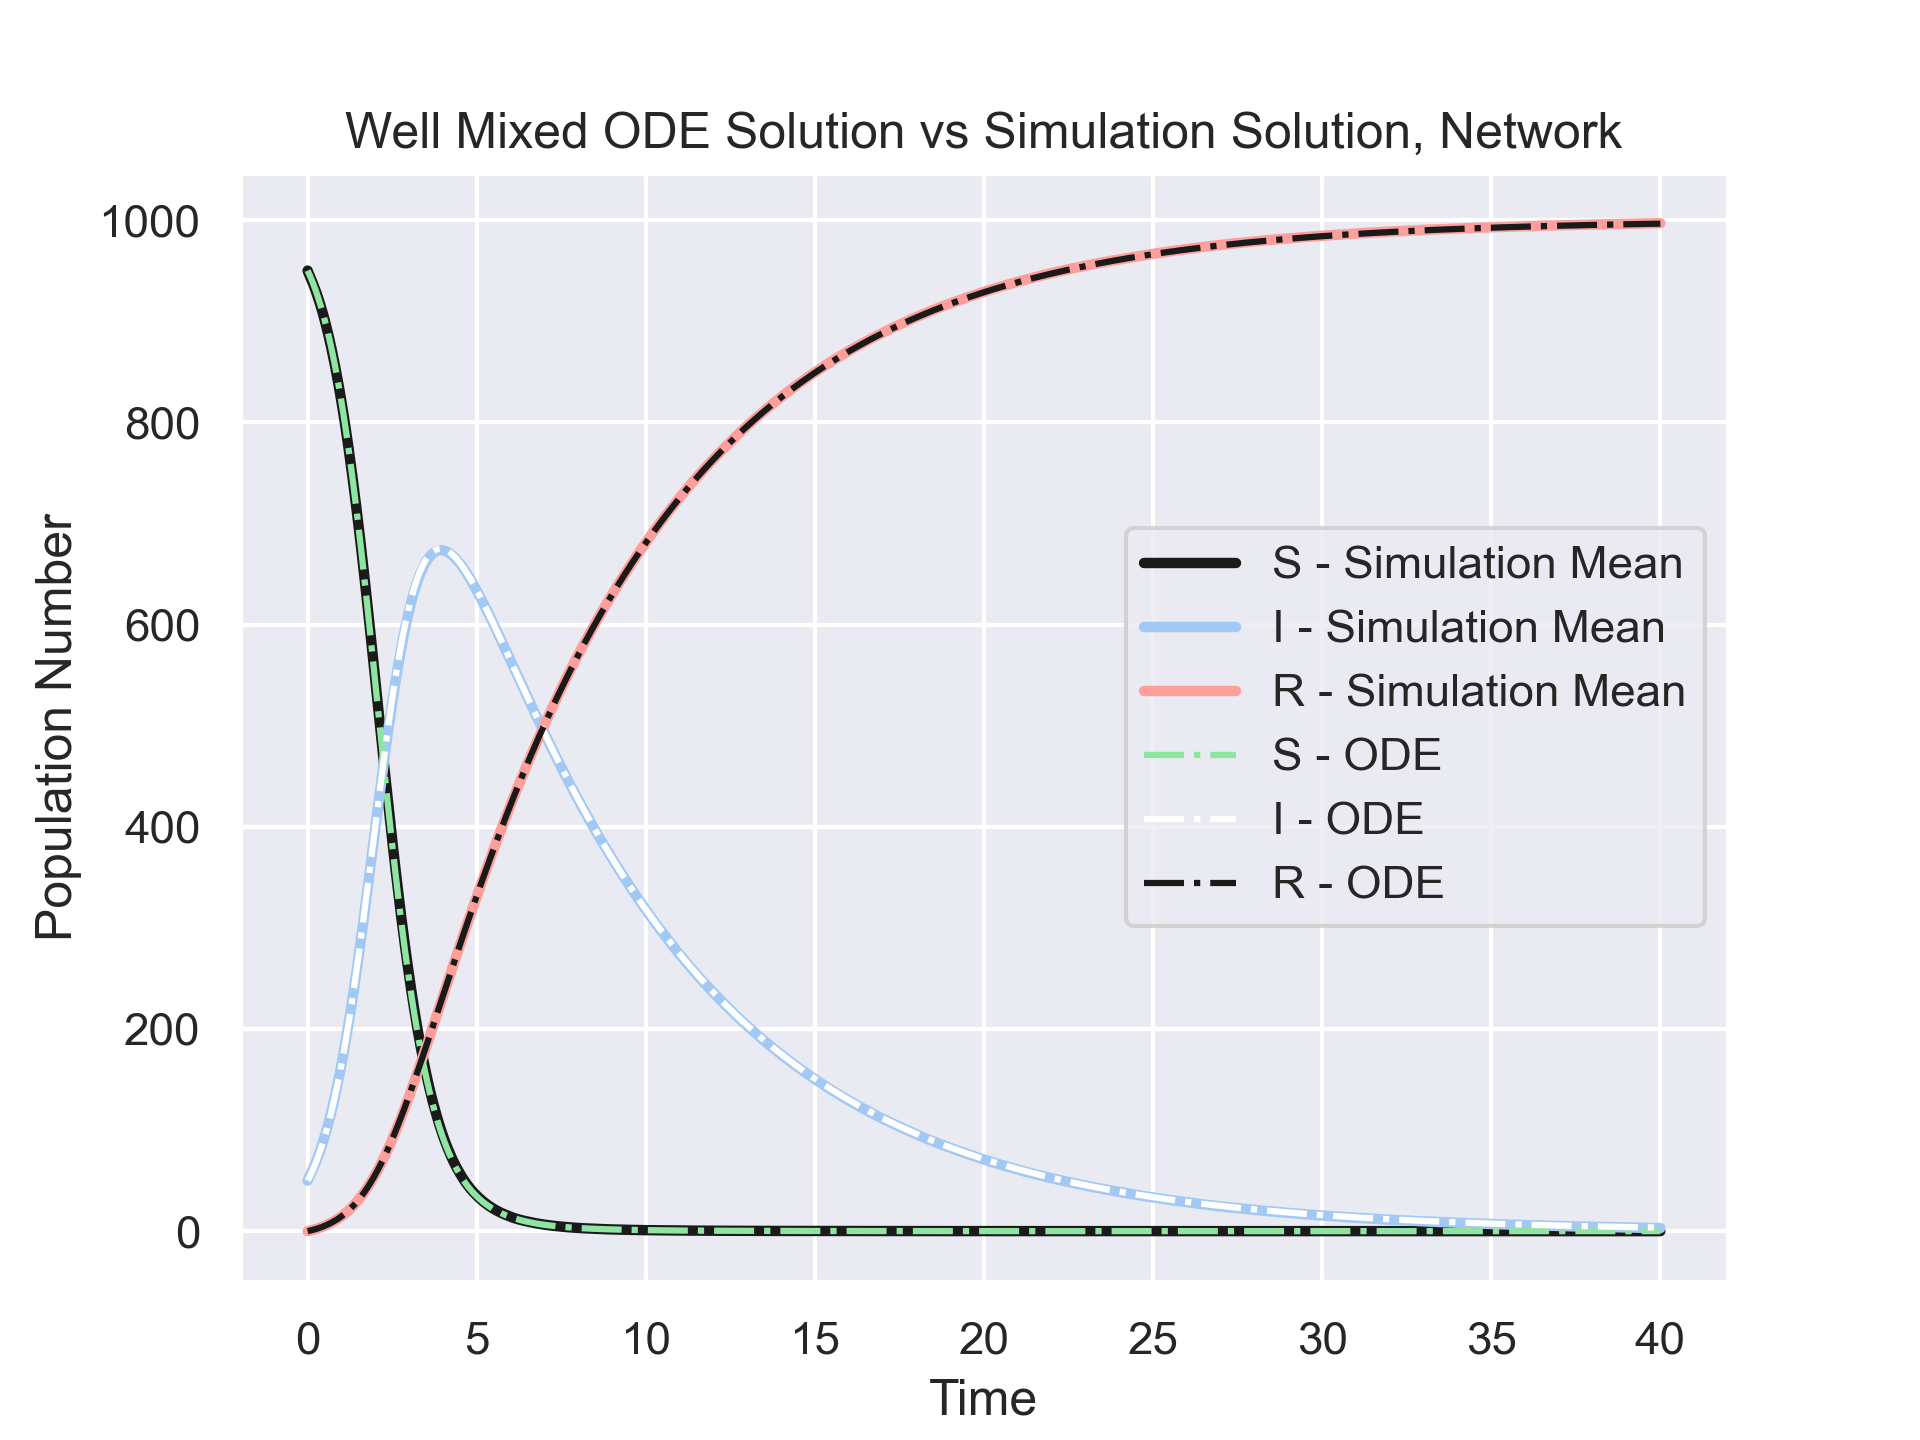 Well Mixed ODE Solution vs Simulation Solution, Network
Population Number
1000
800
600
400
200
0
S - Simulation Mean
I - Simulation Mean
R - Simulation Mean
S - ODE
I - ODE
R - ODE
0 5 10 15 20 25 30 35 40
Time